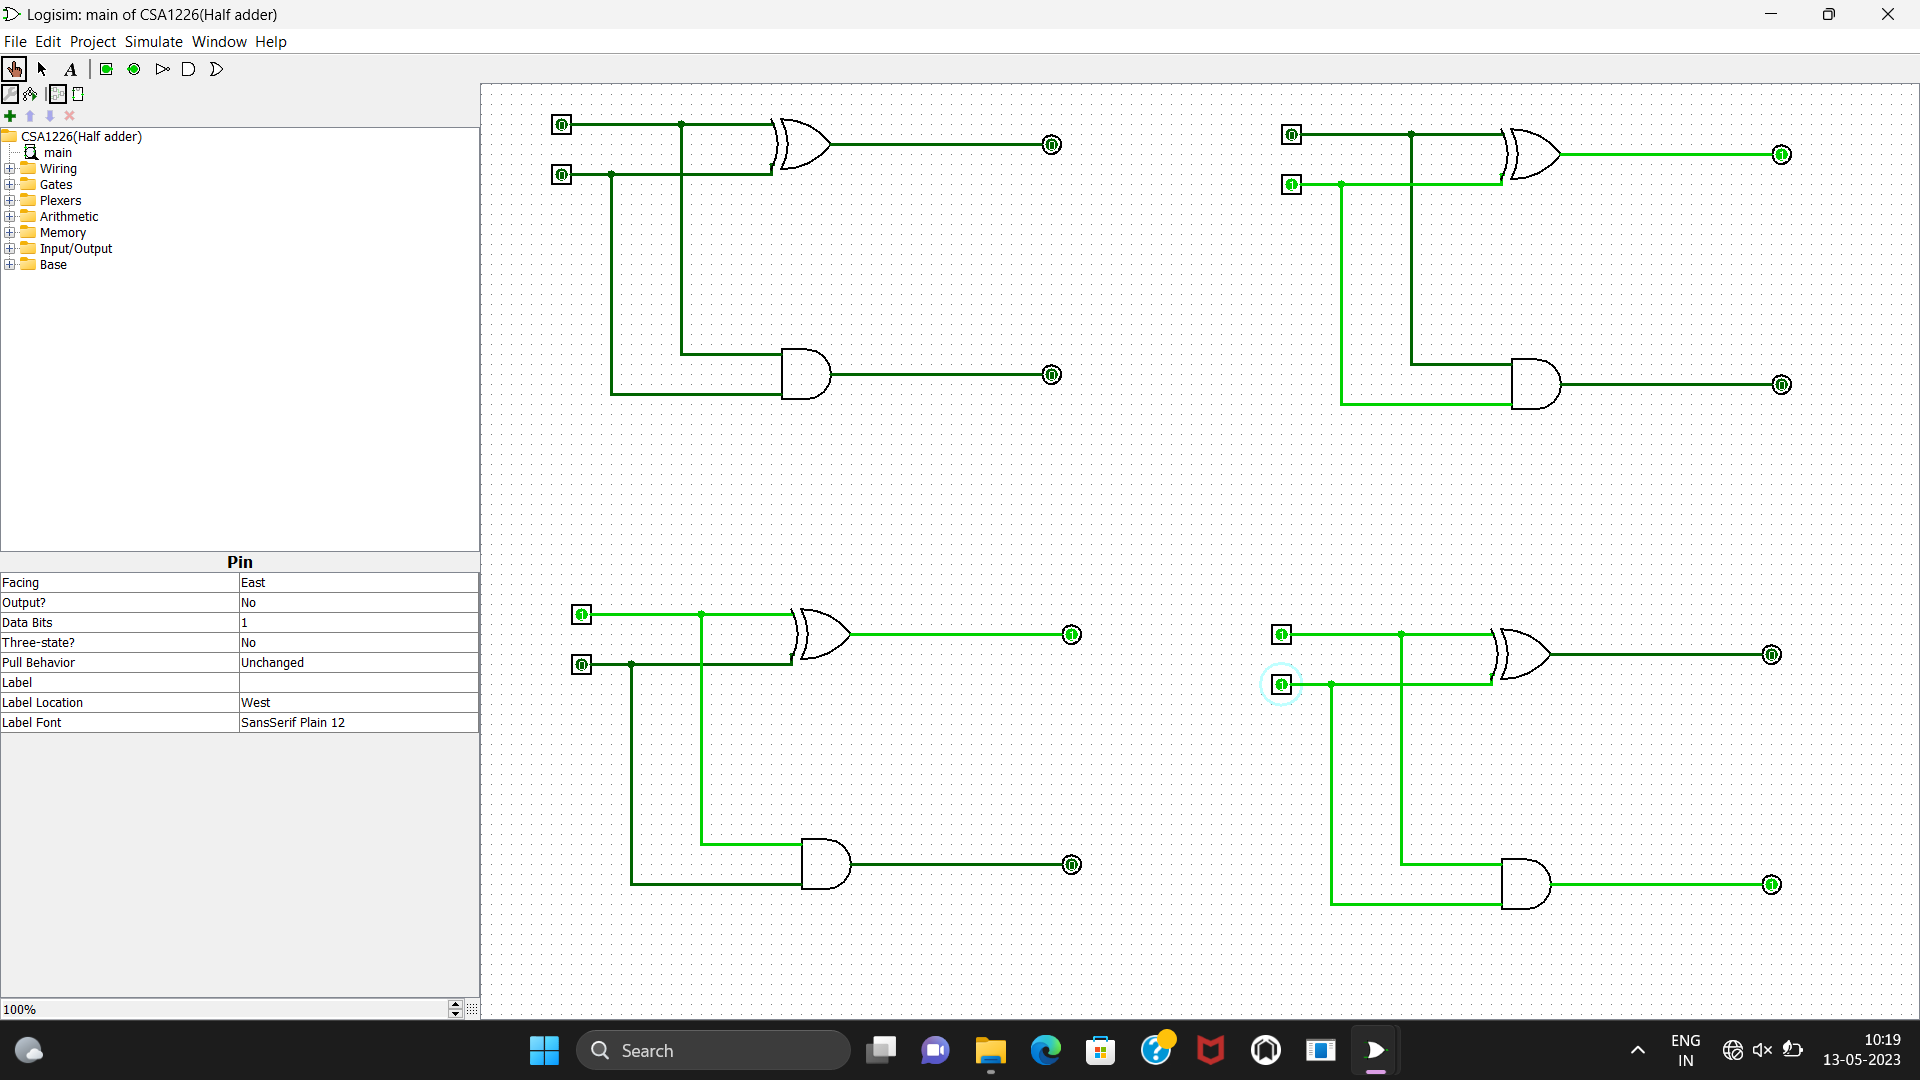 Logisim: main of CSA1226(Half adder)
File Edit Project Simulate Window Help
A
CSA1226(Half adder)
main
Wiring
Gates
Plexers
Arithmetic
Memory
Input/Output
Base
0
0
0
0
0
1
1
0
1
0
1
0
1
1
0
1
Pin
Facing East
Output? No
Data Bits 1
Three-state? No
Pull Behavior Unchanged
Label
Label Location West
Label Font SansSerif Plain 12
100%
Search
ENG
IN
10:19
13-05-2023